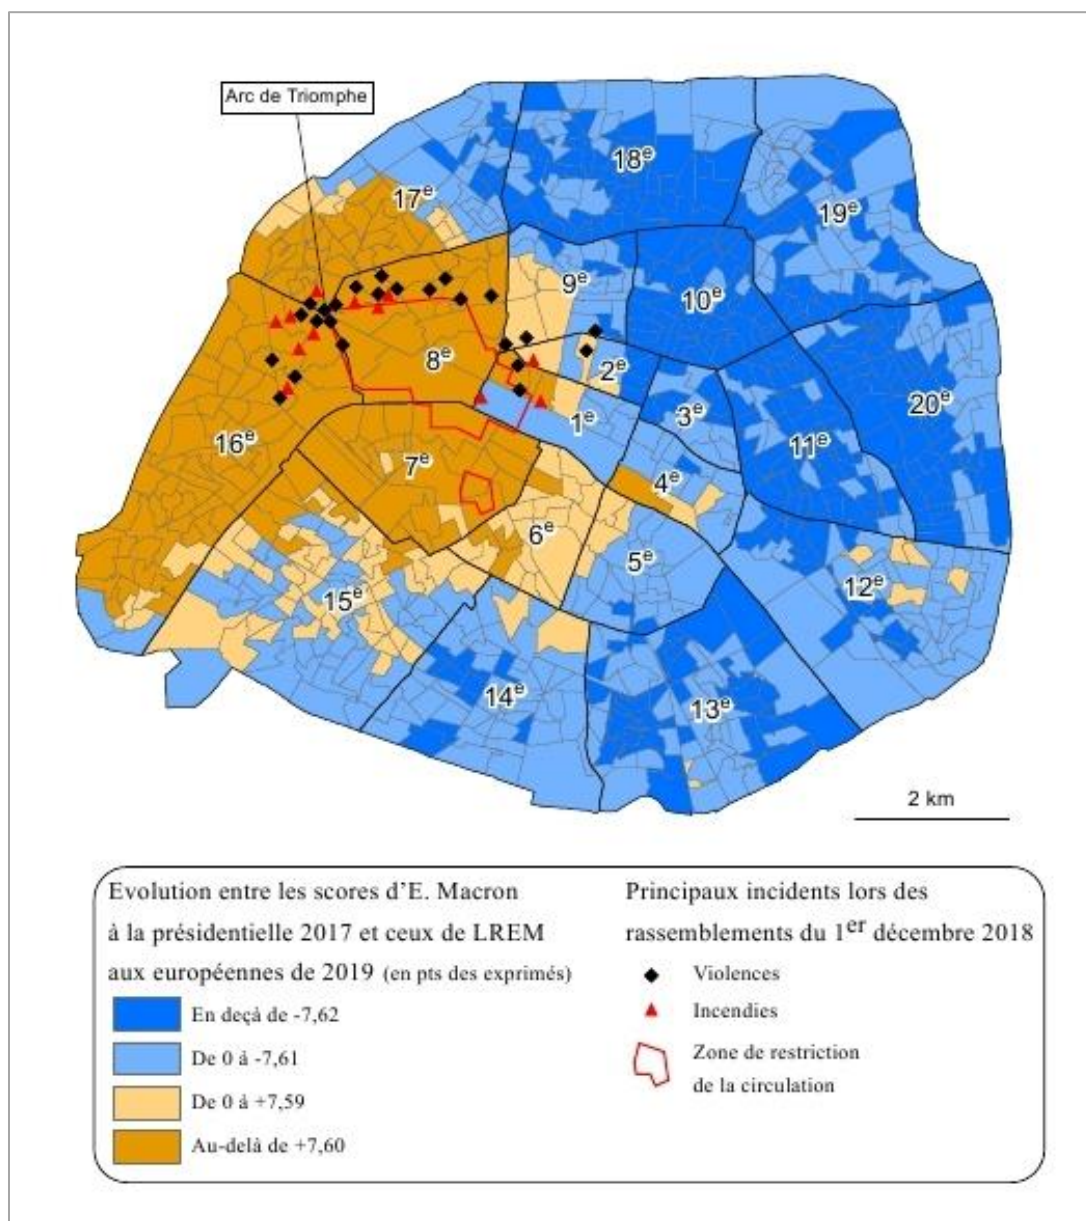 Arc de Triomphe
18e
17e
19e
9e
10e
8e
2e
1e
3e
20e
11e
16e
7e
4e
6e
5e
12e
15e
14e
13e
2 km
Evolution entre les scores d'E. Macron
à la présidentielle 2017 et ceux de LREM
aux européennes de 2019 (en pts des exprimés)
En deçà de -7,62
De 0 à -7,61
De 0 à +7,59
Au-delà de +7,60
Principaux incidents lors des
rassemblements du 1er décembre 2018
Violences
Incendies
Zone de restriction
de la circulation